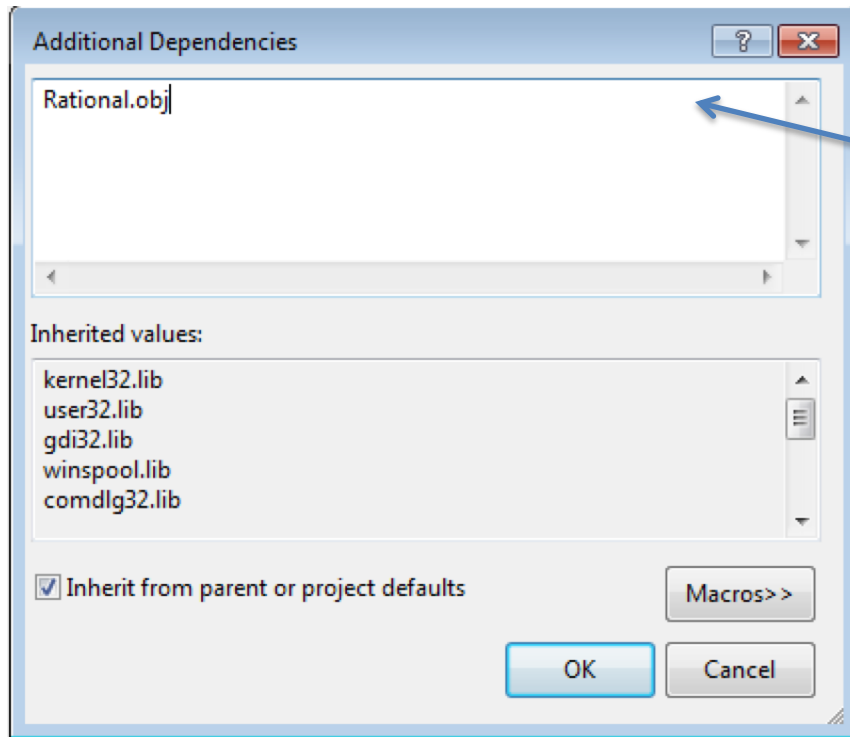 Additional Dependencies
Rational.obj
Inherited values:
kernel32.lib
user32.lib
gdi32.lib
winspool.lib
comdlg32.lib
Inherit from parent or project defaults
Macros>>
OK
Cancel